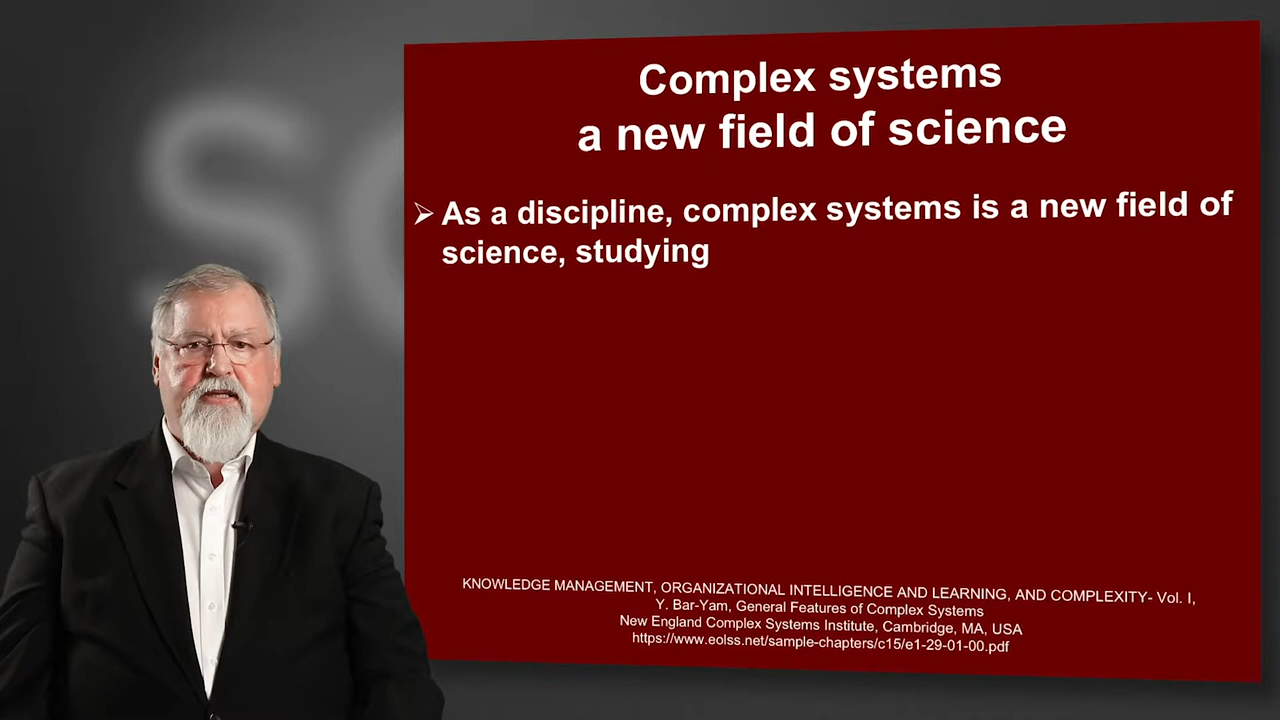 Complex systems
a new field of science
➢ As a discipline, complex systems is a new field of
science, studying
KNOWLEDGE MANAGEMENT, ORGANIZATIONAL INTELLIGENCE AND LEARNING, AND COMPLEXITY- Vol. I,
Y. Bar-Yam, General Features of Complex Systems
New England Complex Systems Institute, Cambridge, MA, USA
https://www.eolss.net/sample-chapters/c15/e1-29-01-00.pdf